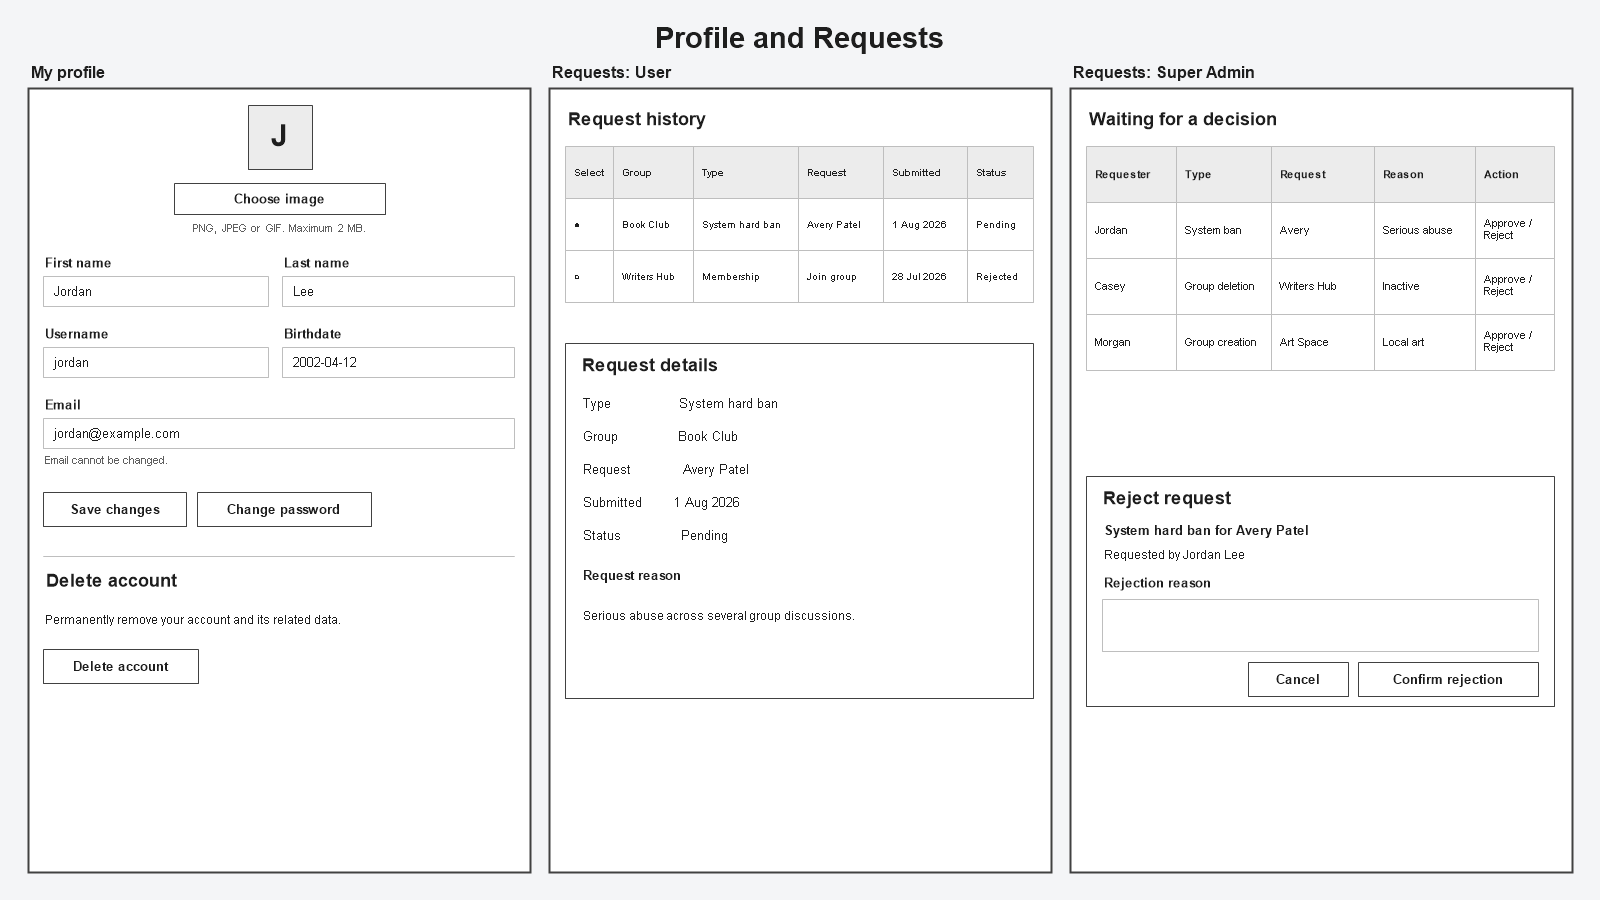 Profile and Requests
My profile
J
Choose image
PNG, JPEG or GIF. Maximum 2 MB.
First name Last name
Jordan Lee
Username Birthdate
jordan 2002-04-12
Email
jordan@example.com
Email cannot be changed.
Save changes Change password
Delete account
Permanently remove your account and its related data.
Delete account
Requests: User
Request history
Select Group Type Request Submitted Status
Book Club System hard ban Avery Patel 1 Aug 2026 Pending
Writers Hub Membership Join group 28 Jul 2026 Rejected
Request details
Type System hard ban
Group Book Club
Request Avery Patel
Submitted 1 Aug 2026
Status Pending
Request reason
Serious abuse across several group discussions.
Requests: Super Admin
Waiting for a decision
Requester Type Request Reason Action
Jordan System ban Avery Serious abuse Approve /
Reject
Casey Group deletion Writers Hub Inactive Approve /
Reject
Morgan Group creation Art Space Local art Approve /
Reject
Reject request
System hard ban for Avery Patel
Requested by Jordan Lee
Rejection reason
Cancel Confirm rejection